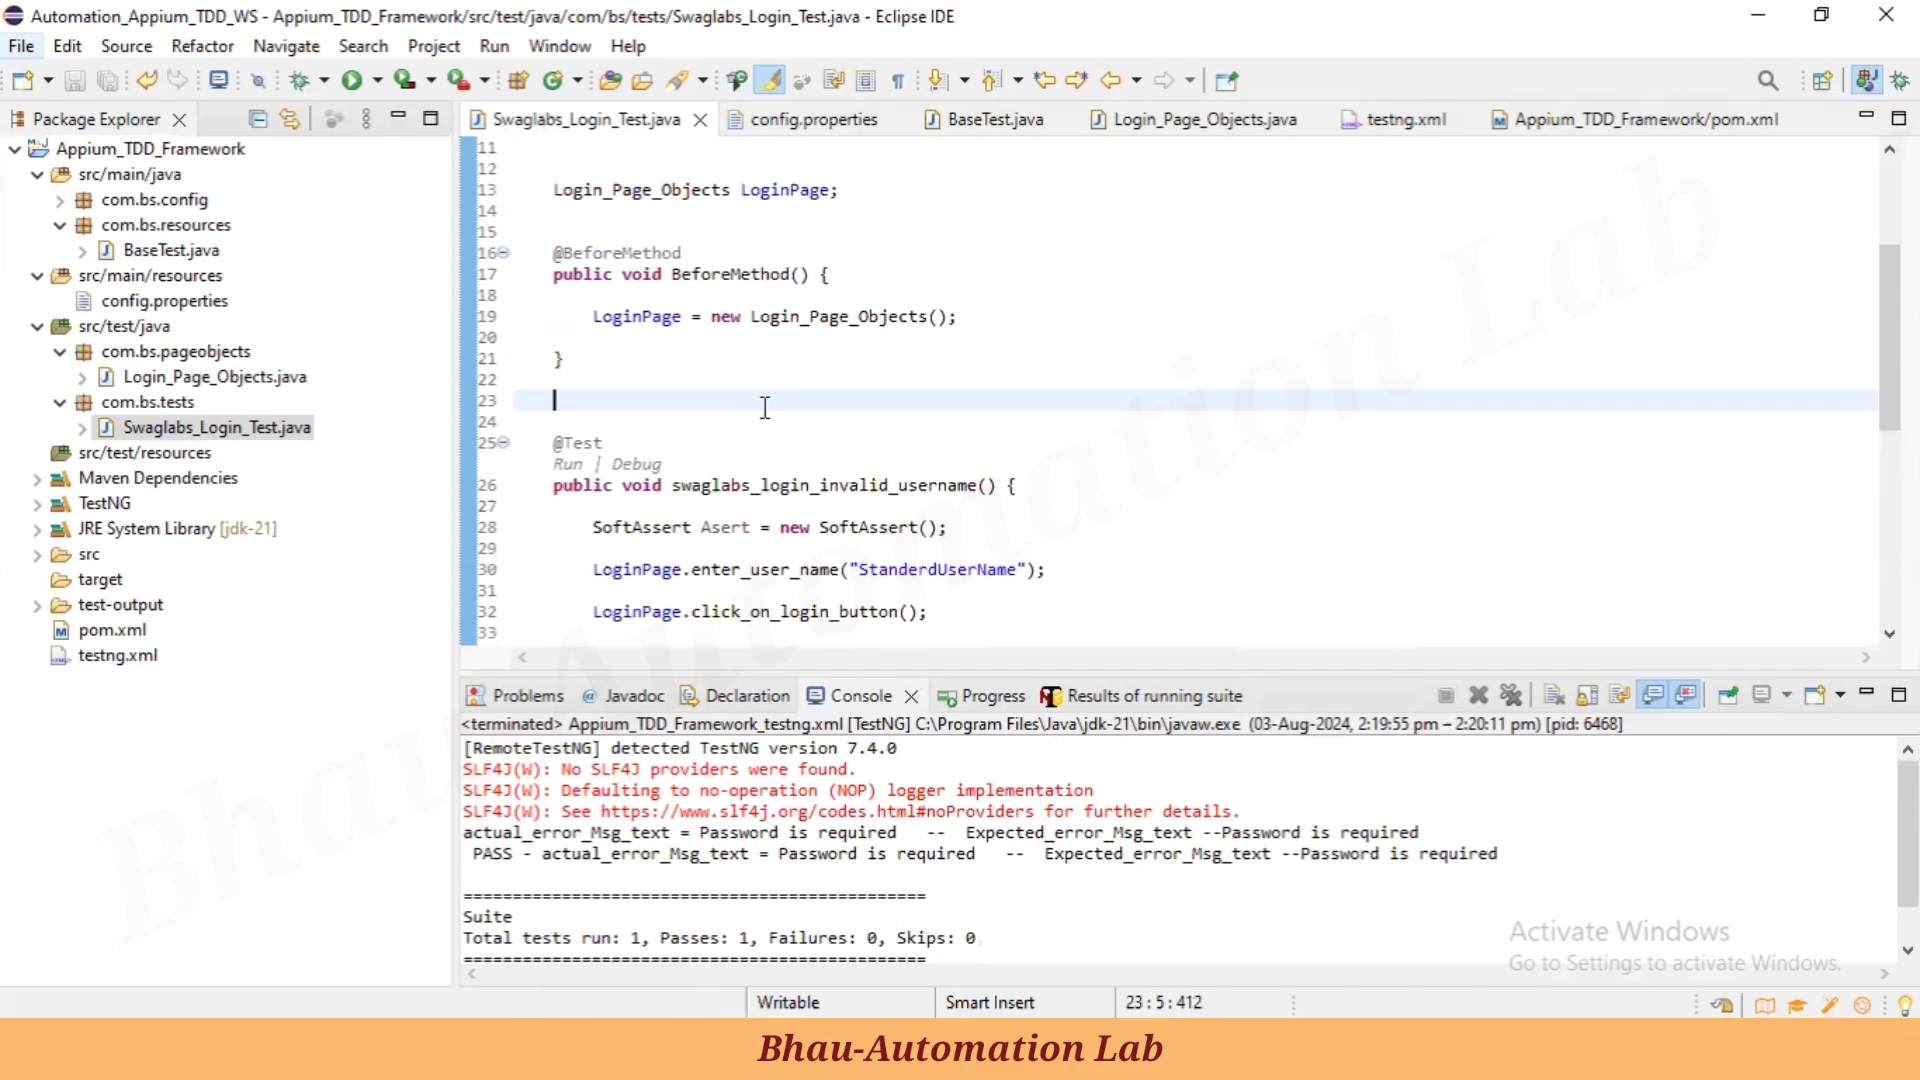 Automation_Appium_TDD_WS - Appium_TDD_Framework/src/test/java/com/bs/tests/Swaglabs_Login_Test.java - Eclipse IDE
File Edit Source Refactor Navigate Search Project Run Window Help
Package Explorer
Appium_TDD_Framework
src/main/java
com.bs.config
com.bs.resources
BaseTest.java
src/main/resources
config.properties
src/test/java
com.bs.pageobjects
Login_Page_Objects.java
com.bs.tests
Swaglabs_Login_Test.java
src/test/resources
Maven Dependencies
TestNG
JRE System Library [jdk-21]
src
target
test-output
pom.xml
testng.xml
Swaglabs_Login_Test.java config.properties BaseTest.java Login_Page_Objects.java testng.xml Appium_TDD_Framework/pom.xml
11
12
13 Login_Page_Objects LoginPage;
14
15
16 @BeforeMethod
17 public void BeforeMethod() {
18
19 LoginPage = new Login_Page_Objects();
20
21 }
22
23
24
25 @Test
Run | Debug
26 public void swaglabs_login_invalid_username() {
27
28 SoftAssert Asert = new SoftAssert();
29
30 LoginPage.enter_user_name("StanderdUserName");
31
32 LoginPage.click_on_login_button();
33
Problems Javadoc Declaration Console Progress Results of running suite
<terminated> Appium_TDD_Framework_testng.xml [TestNG] C:\Program Files\Java\jdk-21\bin\javaw.exe (03-Aug-2024, 2:19:55 pm – 2:20:11 pm) [pid: 6468]
[RemoteTestNG] detected TestNG version 7.4.0
SLF4J(W): No SLF4J providers were found.
SLF4J(W): Defaulting to no-operation (NOP) logger implementation
SLF4J(W): See https://www.slf4j.org/codes.html#noProviders for further details.
actual_error_Msg_text = Password is required -- Expected_error_Msg_text --Password is required
PASS - actual_error_Msg_text = Password is required -- Expected_error_Msg_text --Password is required
===============================================
Suite
Total tests run: 1, Passes: 1, Failures: 0, Skips: 0
===============================================
Activate Windows
Go to Settings to activate Windows.
Writable Smart Insert 23 : 5 : 412
Bhau-Automation Lab
Bhau-Automation Lab